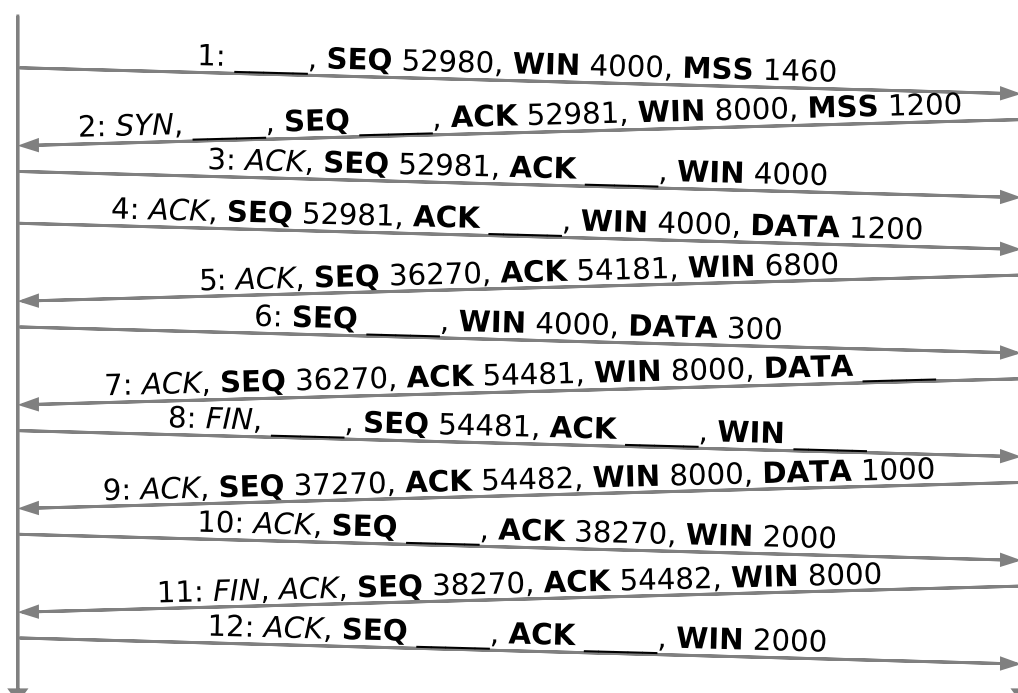 1: _____, SEQ 52980, WIN 4000, MSS 1460
2: SYN, _____, SEQ _____, ACK 52981, WIN 8000, MSS 1200
3: ACK, SEQ 52981, ACK _____, WIN 4000
4: ACK, SEQ 52981, ACK _____, WIN 4000, DATA 1200
5: ACK, SEQ 36270, ACK 54181, WIN 6800
6: SEQ _____, WIN 4000, DATA 300
7: ACK, SEQ 36270, ACK 54481, WIN 8000, DATA _____
8: FIN, _____, SEQ 54481, ACK _____, WIN _____
9: ACK, SEQ 37270, ACK 54482, WIN 8000, DATA 1000
10: ACK, SEQ _____, ACK 38270, WIN 2000
11: FIN, ACK, SEQ 38270, ACK 54482, WIN 8000
12: ACK, SEQ _____, ACK _____, WIN 2000